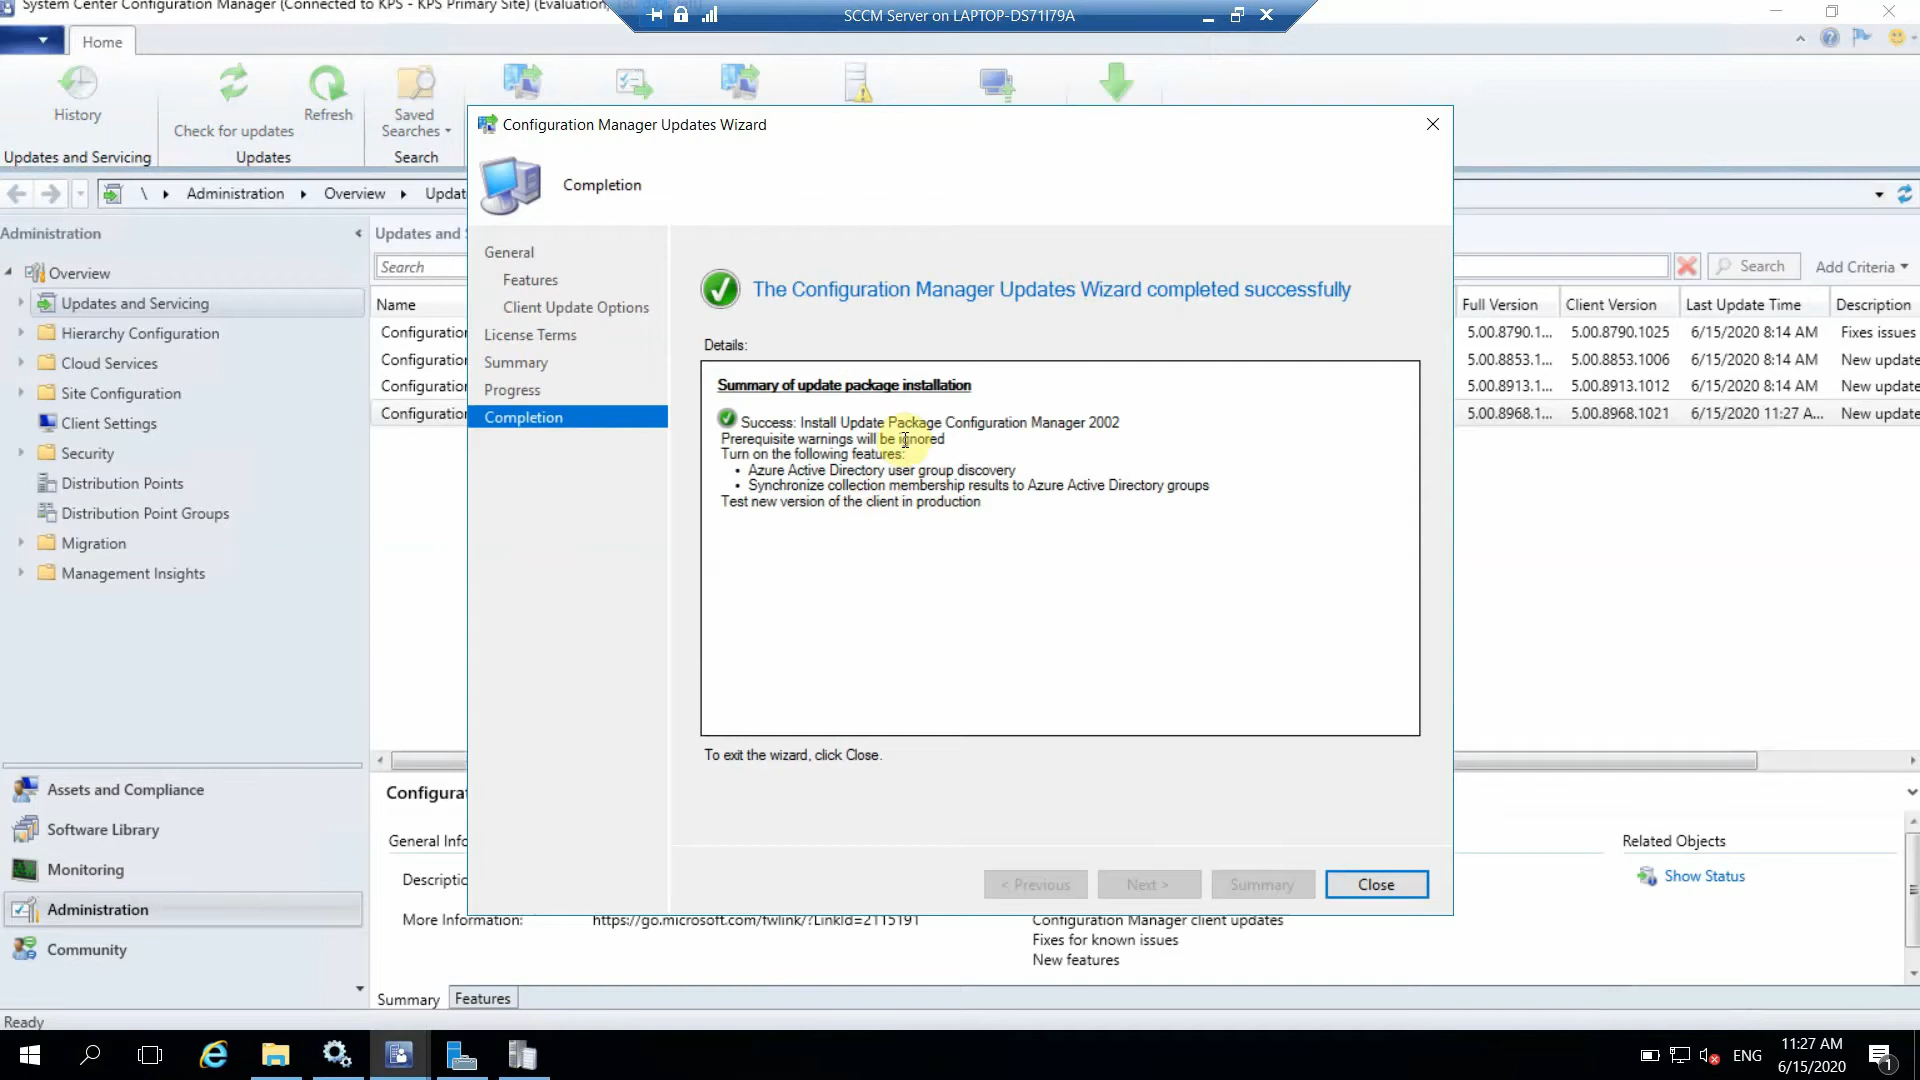 System Center Configuration Manager (Connected to KPS - KPS Primary Site) (Evaluation,
SCCM Server on LAPTOP-DS71I79A
Home
History
Check for updates
Refresh
Saved
Searches
Updates and Servicing
Updates
Search
\ Administration Overview Updat
Administration
Overview
Updates and Servicing
Hierarchy Configuration
Cloud Services
Site Configuration
Client Settings
Security
Distribution Points
Distribution Point Groups
Migration
Management Insights
Assets and Compliance
Software Library
Monitoring
Administration
Community
Ready
Updates and
Search
Search
Add Criteria
Name
Full Version
Client Version
Last Update Time
Description
Configuration
5.00.8790.1...
5.00.8790.1025
6/15/2020 8:14 AM
Fixes issues
Configuration
5.00.8853.1...
5.00.8853.1006
6/15/2020 8:14 AM
New update
Configuration
5.00.8913.1...
5.00.8913.1012
6/15/2020 8:14 AM
New update
Configuration
5.00.8968.1...
5.00.8968.1021
6/15/2020 11:27 A...
New update
Configuration Manager Updates Wizard
Completion
General
Features
Client Update Options
License Terms
Summary
Progress
Completion
The Configuration Manager Updates Wizard completed successfully
Details:
Summary of update package installation
Success: Install Update Package Configuration Manager 2002
Prerequisite warnings will be ignored
Turn on the following features:
• Azure Active Directory user group discovery
• Synchronize collection membership results to Azure Active Directory groups
Test new version of the client in production
To exit the wizard, click Close.
< Previous
Next >
Summary
Close
Configurat
General Info
Descriptio
More Information:
https://go.microsoft.com/fwlink/?LinkId=2115191
Configuration Manager client updates
Fixes for known issues
New features
Related Objects
Show Status
Summary
Features
ENG
11:27 AM
6/15/2020
1